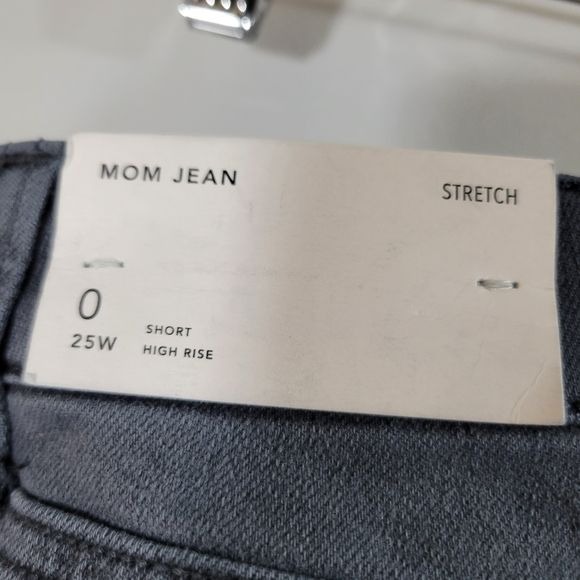 MOM JEAN
STRETCH
0
25W
SHORT
HIGH RISE